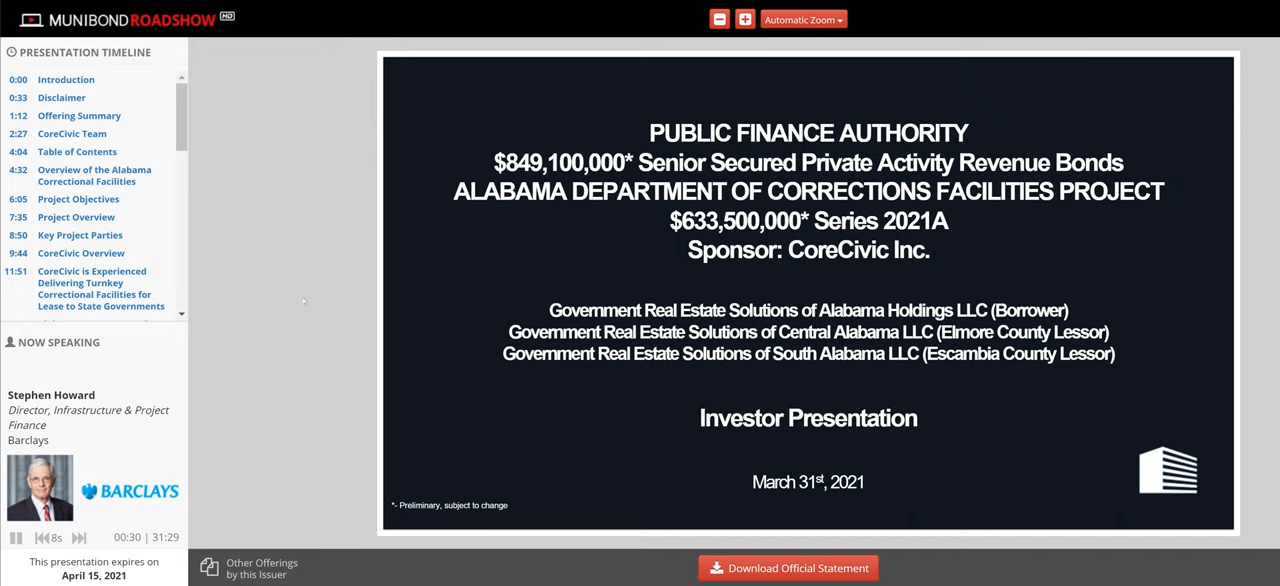 MUNIBONDROADSHOW HD
Automatic Zoom
PRESENTATION TIMELINE
0:00 Introduction
0:33 Disclaimer
1:12 Offering Summary
2:27 CoreCivic Team
4:04 Table of Contents
4:32 Overview of the Alabama
Correctional Facilities
6:05 Project Objectives
7:35 Project Overview
8:50 Key Project Parties
9:44 CoreCivic Overview
11:51 CoreCivic is Experienced
Delivering Turnkey
Correctional Facilities for
Lease to State Governments
NOW SPEAKING
Stephen Howard
Director, Infrastructure & Project
Finance
Barclays
BARCLAYS
8s 00:30 | 31:29
This presentation expires on
April 15, 2021
PUBLIC FINANCE AUTHORITY
$849,100,000* Senior Secured Private Activity Revenue Bonds
ALABAMA DEPARTMENT OF CORRECTIONS FACILITIES PROJECT
$633,500,000* Series 2021A
Sponsor: CoreCivic Inc.
Government Real Estate Solutions of Alabama Holdings LLC (Borrower)
Government Real Estate Solutions of Central Alabama LLC (Elmore County Lessor)
Government Real Estate Solutions of South Alabama LLC (Escambia County Lessor)
Investor Presentation
March 31st, 2021
*- Preliminary, subject to change
Other Offerings
by this Issuer
Download Official Statement